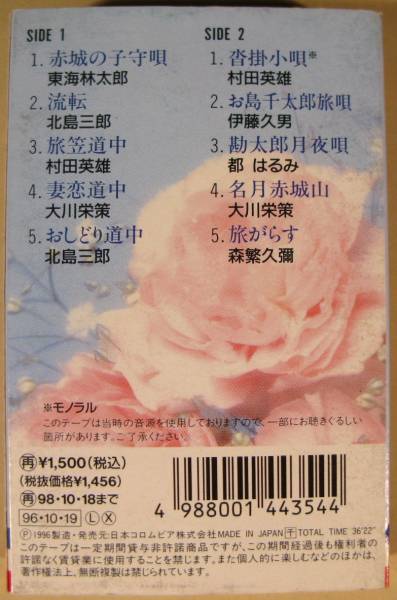 SIDE 1
1. 赤城の子守唄
東海林太郎
2. 流転
北島三郎
3. 旅笠道中
村田英雄
4. 妻恋道中
大川栄策
5. おしどり道中
北島三郎
SIDE 2
1. 沓掛小唄※
村田英雄
2. お島千太郎旅唄
伊藤久男
3. 勘太郎月夜唄
都 はるみ
4. 名月赤城山
大川栄策
5. 旅がらす
森繁久彌
※モノラル
このテープは当時の音源を使用しておりますので、一部にお聴きぐるしい
箇所があります。ご了承ください。
再¥1,500(税込)
(税抜価格¥1,456)
再98・10・18まで
96・10・19 L X
4 988001 443544
Ⓟ1996製造・発売元:日本コロムビア株式会社MADE IN JAPAN 干 TOTAL TIME 36'22"
このテープは一定期間貸与非許諾商品ですが、この期間経過後も権利者の
許諾なく賃貸業に使用することを禁じます。また個人的に楽しむなどのほかは、
著作権法上、無断複製は禁じられています。